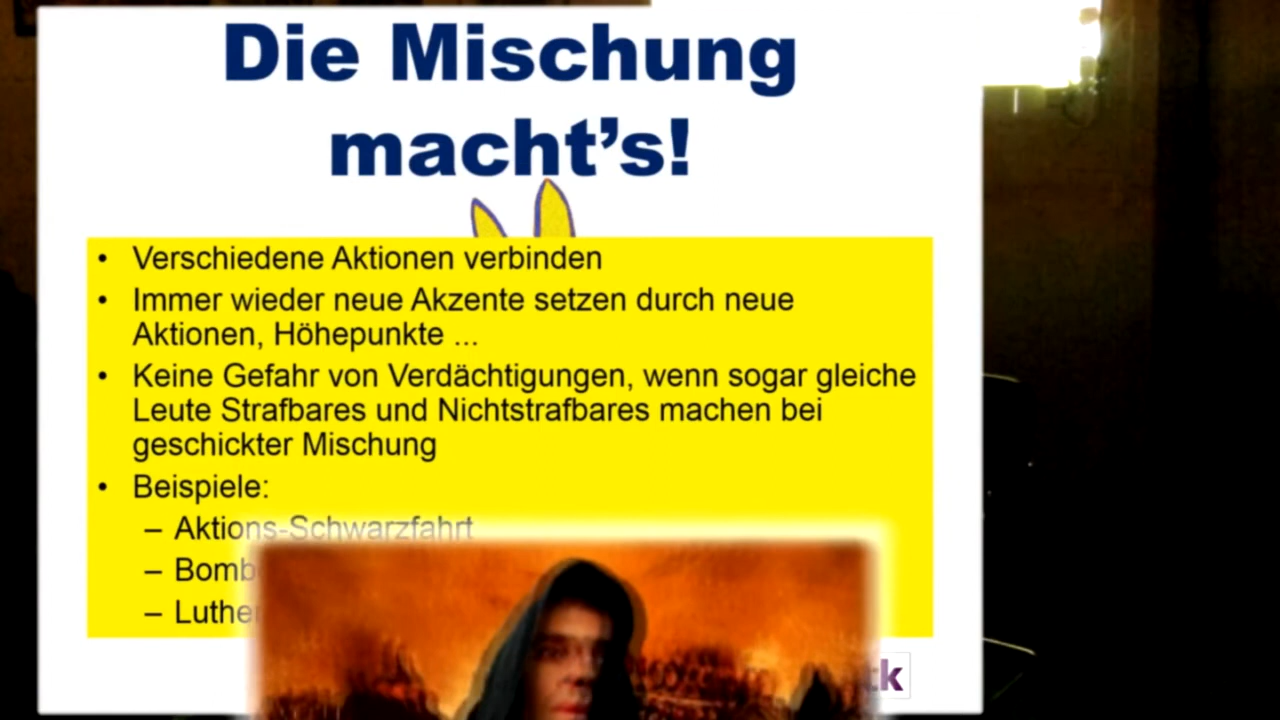 Die Mischung
macht’s!
• Verschiedene Aktionen verbinden
• Immer wieder neue Akzente setzen durch neue
Aktionen, Höhepunkte ...
• Keine Gefahr von Verdächtigungen, wenn sogar gleiche
Leute Strafbares und Nichtstrafbares machen bei
geschickter Mischung
• Beispiele:
– Aktions-Schwarzfahrt